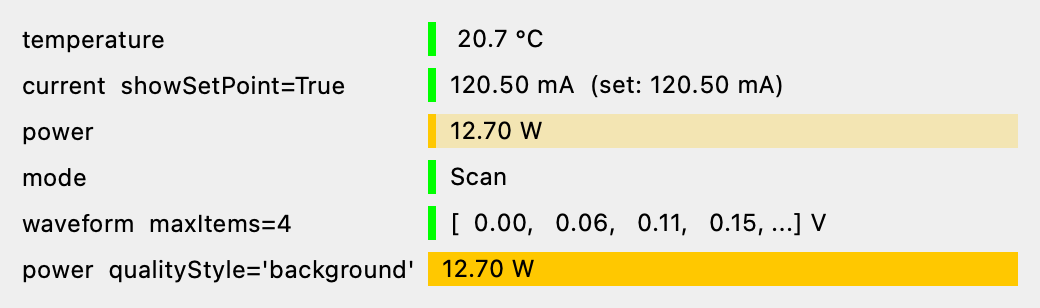 temperature 20.7 °C
current showSetPoint=True 120.50 mA (set: 120.50 mA)
power 12.70 W
mode Scan
waveform maxItems=4 [ 0.00, 0.06, 0.11, 0.15, ...] V
power qualityStyle='background' 12.70 W